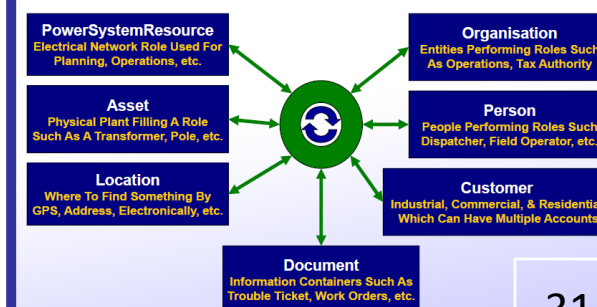 PowerSystemResource
Electrical Network Role Used For
Planning, Operations, etc.
Organisation
Entities Performing Roles Such
As Operations, Tax Authority
Asset
Physical Plant Filling A Role
Such As A Transformer, Pole, etc.
Person
People Performing Roles Such
Dispatcher, Field Operator, etc.
Location
Where To Find Something By
GPS, Address, Electronically, etc.
Customer
Industrial, Commercial, & Residentia
Which Can Have Multiple Accounts
Document
Information Containers Such As
Trouble Ticket, Work Orders, etc.
21